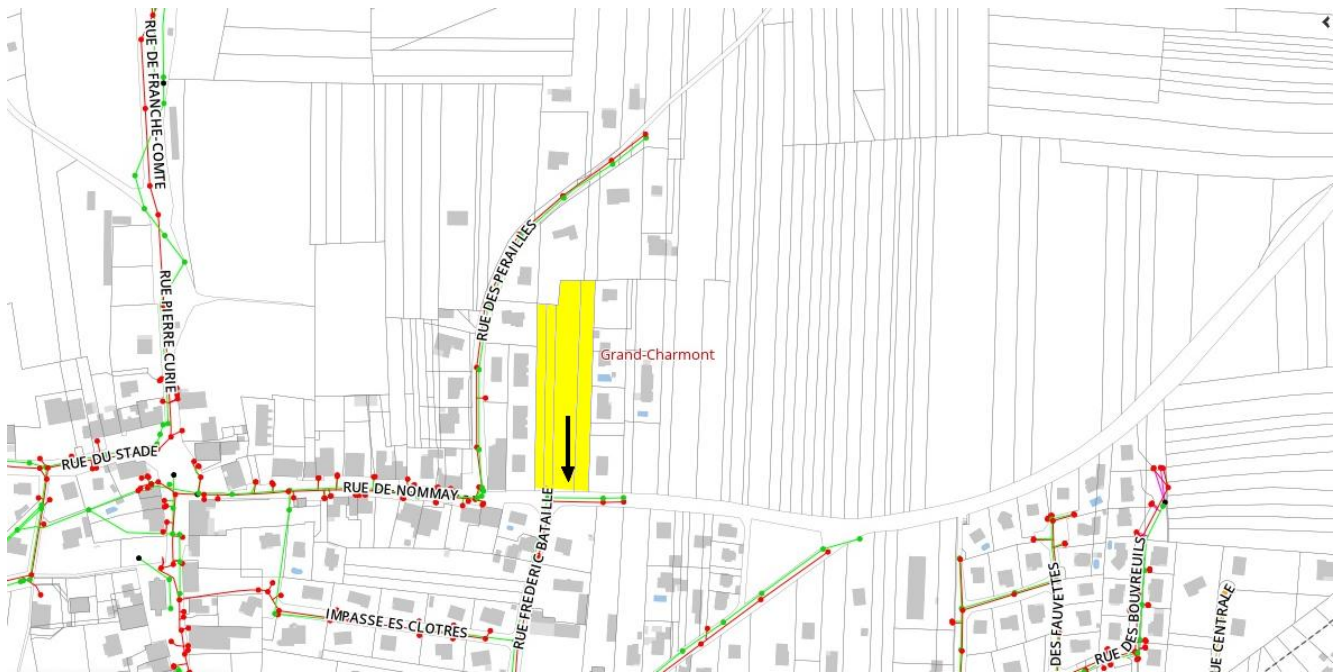 RUE DE FRANCHE-COMTE
RUE DES PERAILLES
RUE PIERRE CURIE
Grand-Charmont
RUE DU STADE
RUE DE NOMMAY
RUE FREDERIC BATAILLE
IMPASSE ES CLOTRES
-DES FAUVETTES
RUE DES BOUVREUILS
UE CENTRALE